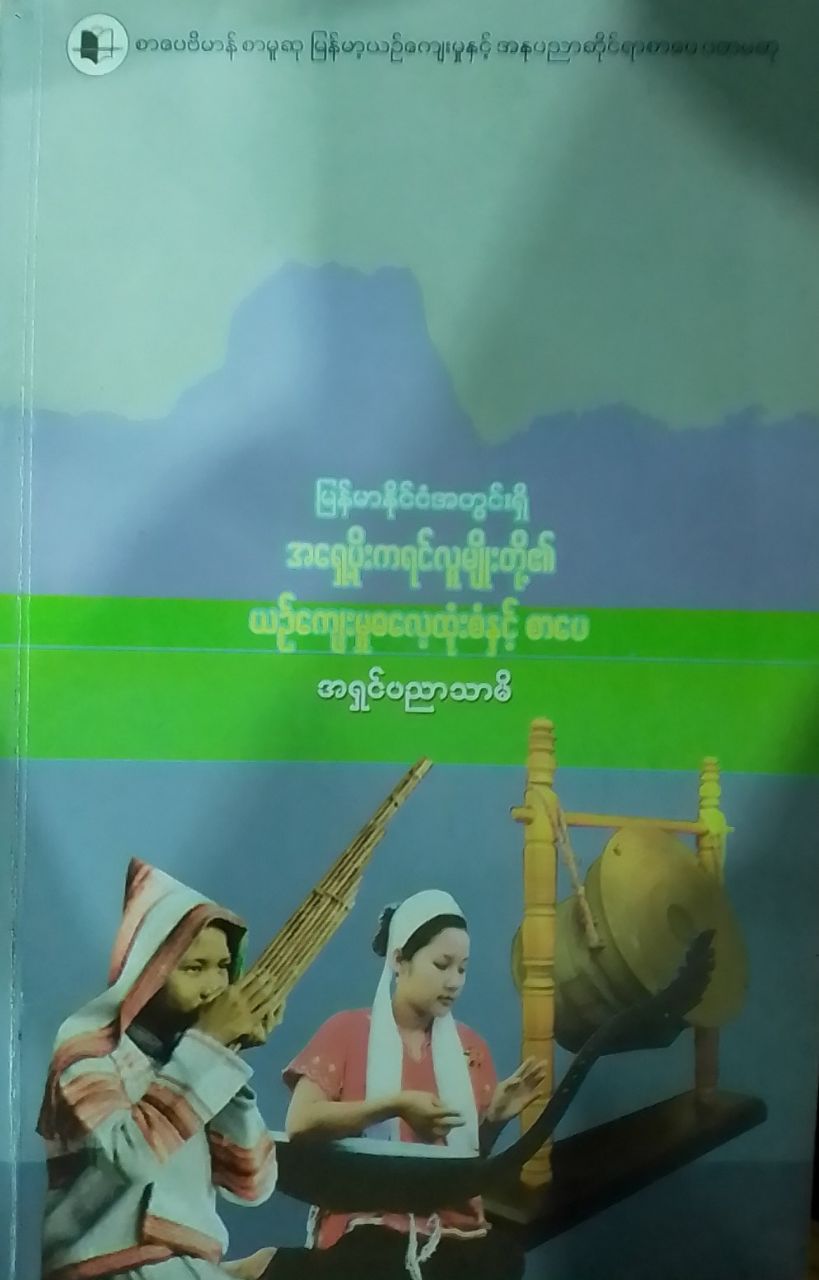 စာပေဗိမာန် စာမူဆု မြန်မာ့ယဉ်ကျေးမှုနှင့် အနုပညာဆိုင်ရာစာပေ ပထမဆု
မြန်မာနိုင်ငံအတွင်းရှိ
အရှေ့ပိုးကရင်လူမျိုးတို့၏
ယဉ်ကျေးမှုဓလေ့ထုံးစံနှင့် စာပေ
အရှင်ပညာသာမိ